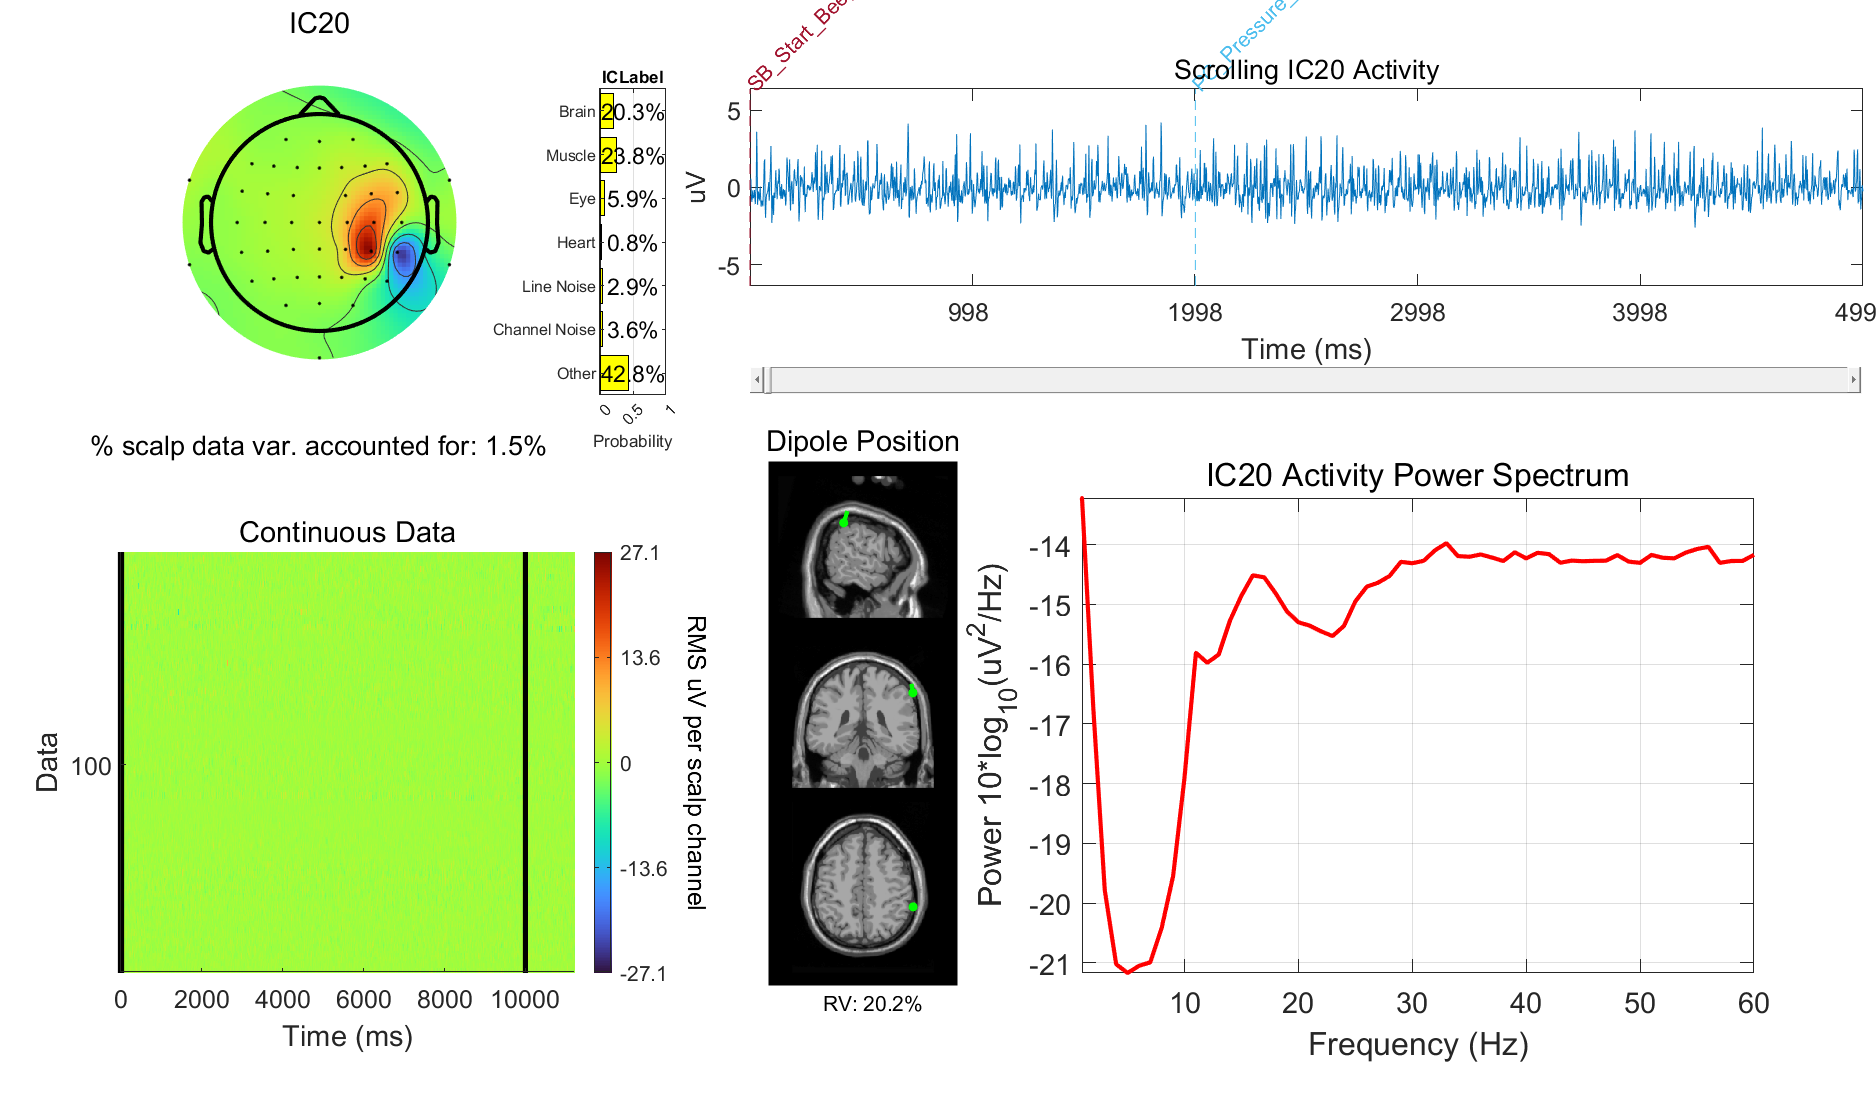 IC20
ICLabel
Brain 20.3%
Muscle 23.8%
Eye 5.9%
Heart 0.8%
Line Noise 2.9%
Channel Noise 3.6%
Other 42.8%
0 0.5 1
Probability
% scalp data var. accounted for: 1.5%
SB_Start_Bee
Pressure_
Scrolling IC20 Activity
5
0
-5
uV
998 1998 2998 3998 499
Time (ms)
Continuous Data
Data
100
0 2000 4000 6000 8000 10000
Time (ms)
27.1
13.6
0
-13.6
-27.1
RMS uV per scalp channel
Dipole Position
RV: 20.2%
IC20 Activity Power Spectrum
Power 10*log10(uV2/Hz)
-14
-15
-16
-17
-18
-19
-20
-21
10 20 30 40 50 60
Frequency (Hz)